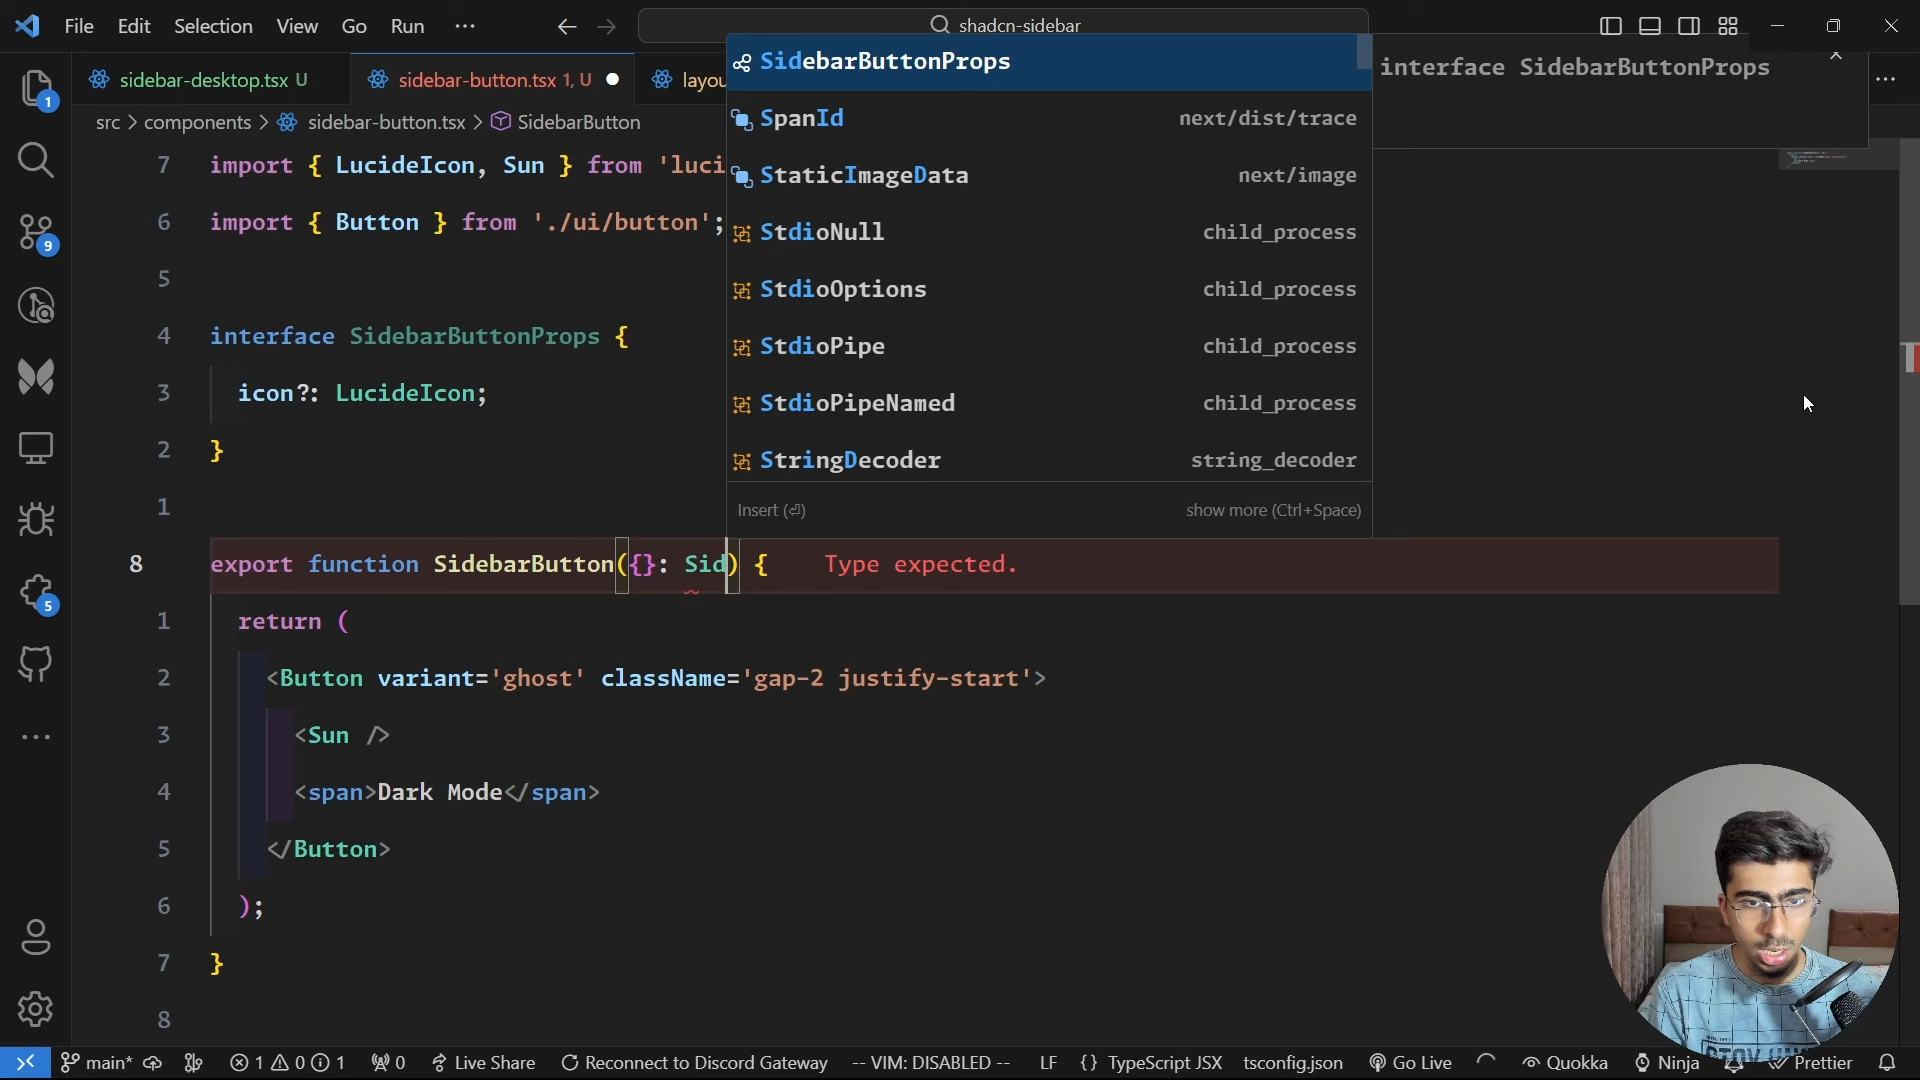 File Edit Selection View Go Run ··· shadcn-sidebar
sidebar-desktop.tsx U sidebar-button.tsx 1, U layou
src > components > sidebar-button.tsx > SidebarButton
7 import { LucideIcon, Sun } from 'luci
6 import { Button } from './ui/button';
5
4 interface SidebarButtonProps {
3 icon?: LucideIcon;
2 }
1
8 export function SidebarButton({}: Sid) { Type expected.
1 return (
2 <Button variant='ghost' className='gap-2 justify-start'>
3 <Sun />
4 <span>Dark Mode</span>
5 </Button>
6 );
7 }
8
SidebarButtonProps
SpanId next/dist/trace
StaticImageData next/image
StdioNull child_process
StdioOptions child_process
StdioPipe child_process
StdioPipeNamed child_process
StringDecoder string_decoder
Insert (⏎) show more (Ctrl+Space)
interface SidebarButtonProps
1
9
5
main* 1 0 1 0 Live Share Reconnect to Discord Gateway -- VIM: DISABLED -- LF {} TypeScript JSX tsconfig.json Go Live Quokka Ninja Prettier